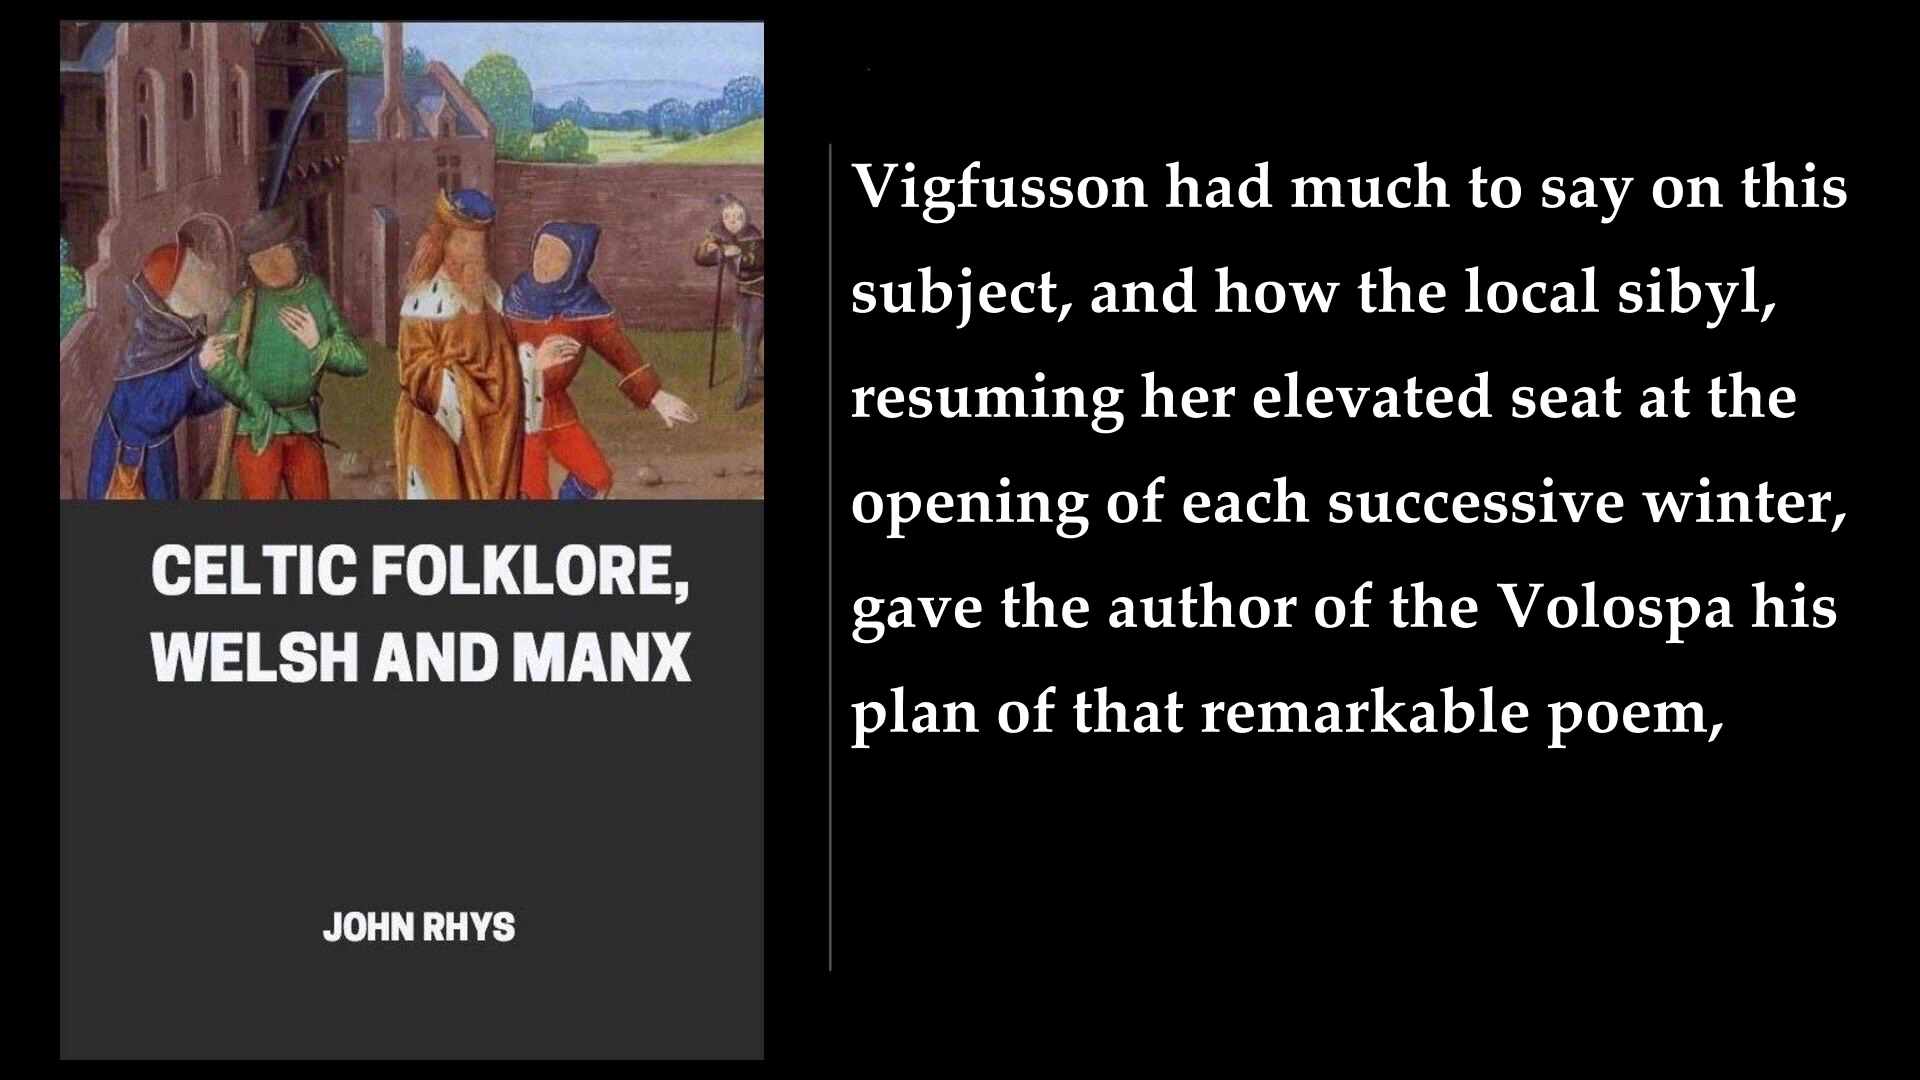 CELTIC FOLKLORE,
WELSH AND MANX
JOHN RHYS
Vigfusson had much to say on this
subject, and how the local sibyl,
resuming her elevated seat at the
opening of each successive winter,
gave the author of the Volospa his
plan of that remarkable poem,